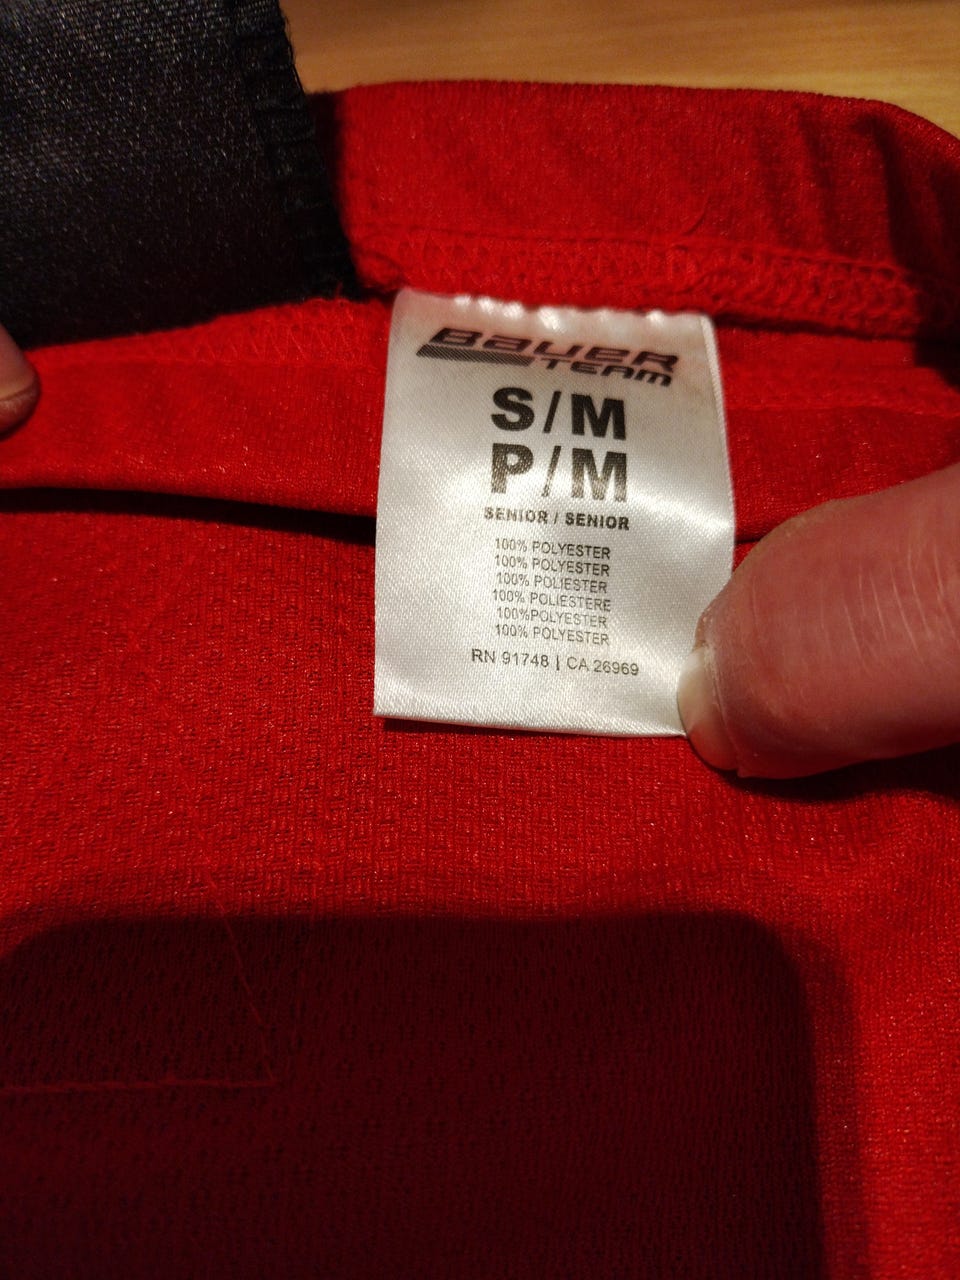 BAUER
TEAM
S/M
P/M
SENIOR / SENIOR
100% POLYESTER
100% POLYESTER
100% POLIESTER
100% POLIESTERE
100%POLYESTER
100% POLYESTER
RN 91748 | CA 26969